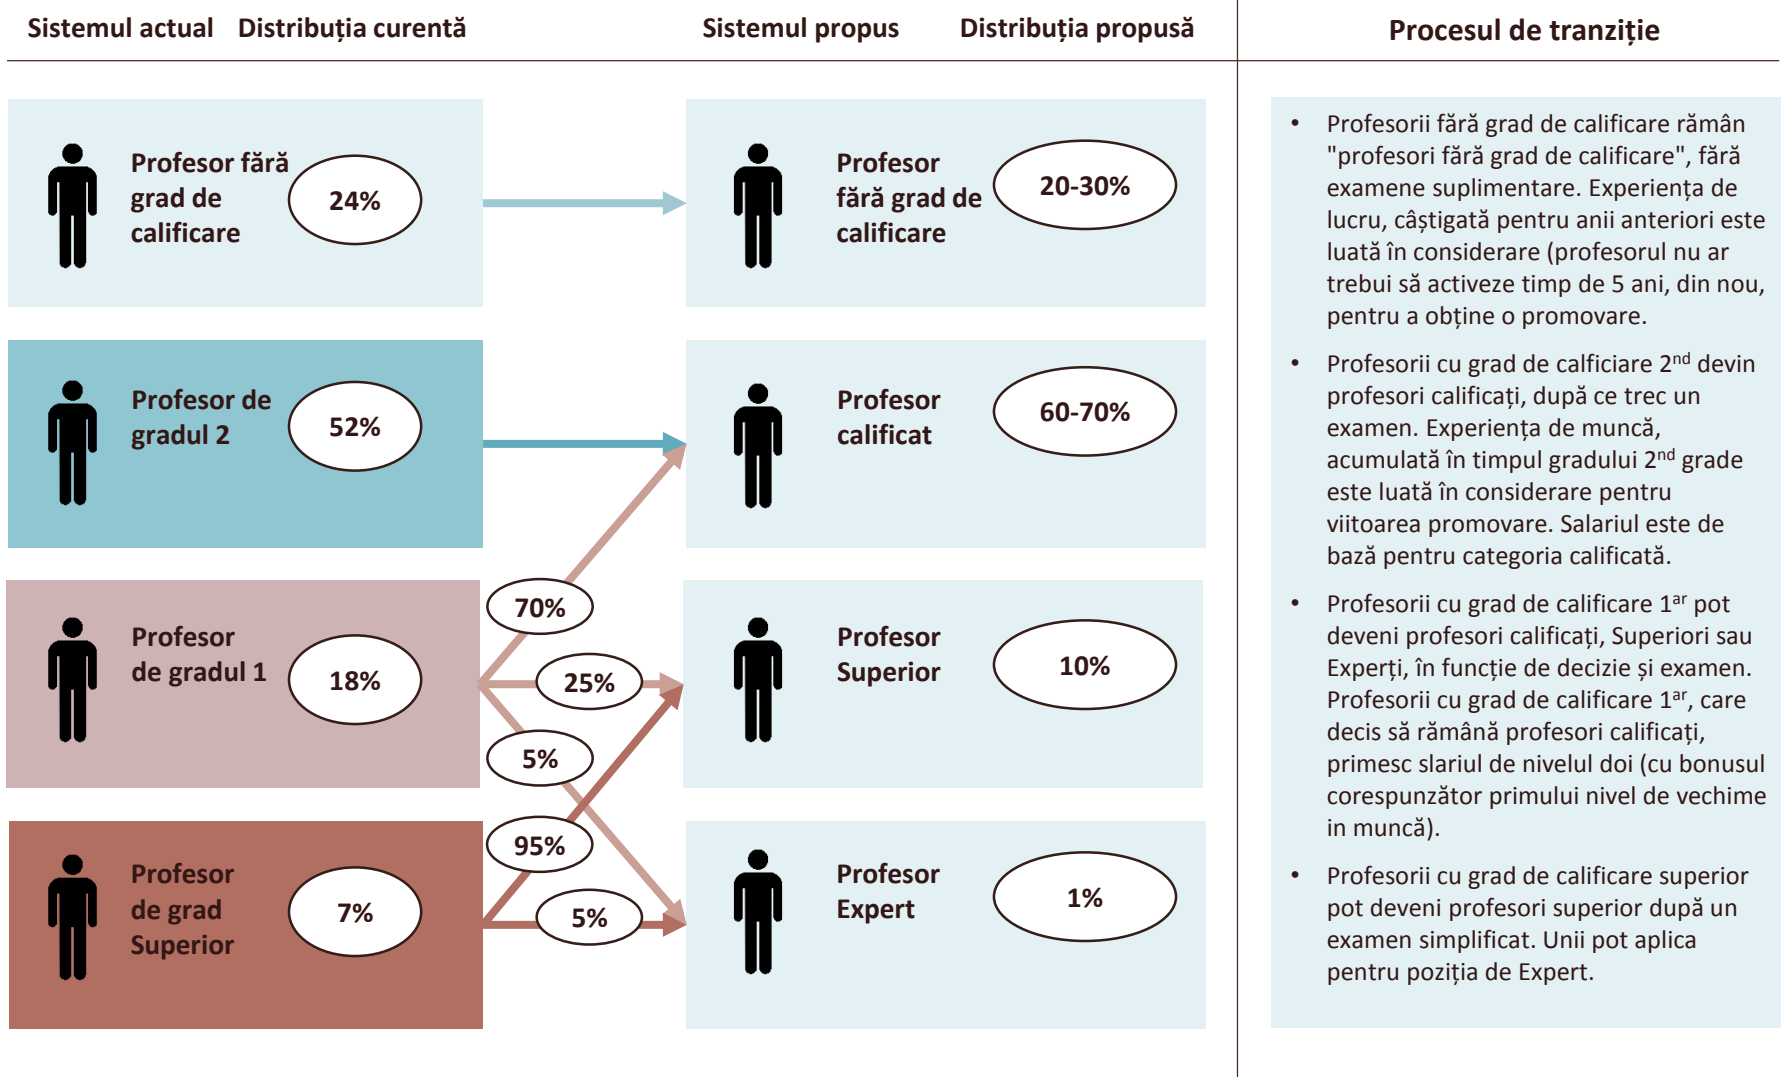 Sistemul actual Distribuția curentă Sistemul propus Distribuția propusă Procesul de tranziție
Profesor fără
grad de
calificare
24%
Profesor
fără grad de
calificare
20-30%
Profesor de
gradul 2
52%
Profesor
calificat
60-70%
Profesor
de gradul 1
18%
70%
25%
5%
Profesor
Superior
10%
Profesor
de grad
Superior
7%
95%
5%
Profesor
Expert
1%
• Profesorii fără grad de calificare rămân
"profesori fără grad de calificare", fără
examene suplimentare. Experiența de
lucru, câștigată pentru anii anteriori este
luată în considerare (profesorul nu ar
trebui să activeze timp de 5 ani, din nou,
pentru a obține o promovare.
• Profesorii cu grad de calficiare 2nd devin
profesori calificați, după ce trec un
examen. Experiența de muncă,
acumulată în timpul gradului 2nd grade
este luată în considerare pentru
viitoarea promovare. Salariul este de
bază pentru categoria calificată.
• Profesorii cu grad de calificare 1ar pot
deveni profesori calificați, Superiori sau
Experți, în funcție de decizie și examen.
Profesorii cu grad de calificare 1ar, care
decis să rămână profesori calificați,
primesc slariul de nivelul doi (cu bonusul
corespunzător primului nivel de vechime
in muncă).
• Profesorii cu grad de calificare superior
pot deveni profesori superior după un
examen simplificat. Unii pot aplica
pentru poziția de Expert.